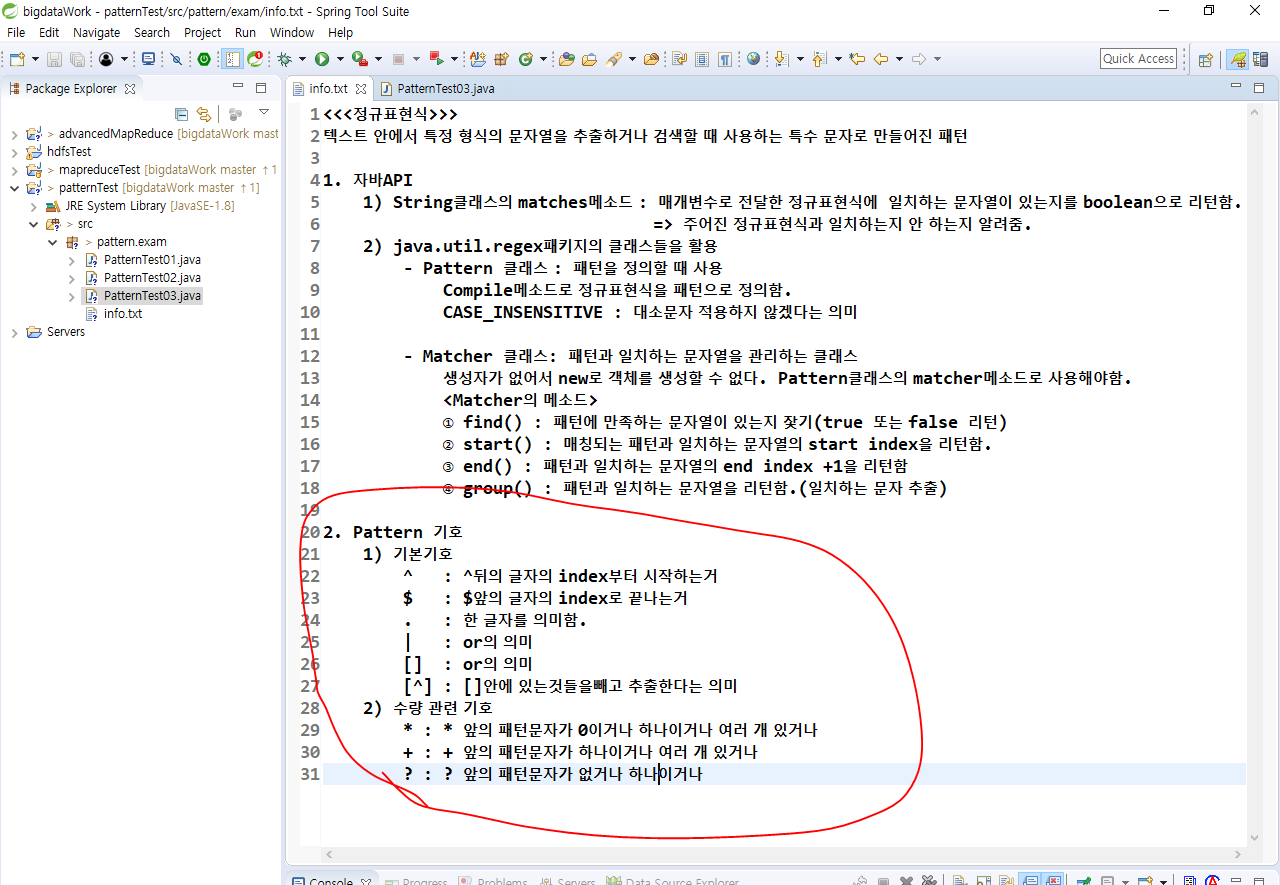 bigdataWork - patternTest/src/pattern/exam/info.txt - Spring Tool Suite
File Edit Navigate Search Project Run Window Help
Quick Access
Package Explorer
info.txt
PatternTest03.java
> advancedMapReduce [bigdataWork mast
hdfsTest
> mapreduceTest [bigdataWork master ↑1
> patternTest [bigdataWork master ↑1]
JRE System Library [JavaSE-1.8]
> src
> pattern.exam
PatternTest01.java
PatternTest02.java
PatternTest03.java
info.txt
Servers
1 <<<정규표현식>>>
2 텍스트 안에서 특정 형식의 문자열을 추출하거나 검색할 때 사용하는 특수 문자로 만들어진 패턴
3
4 1. 자바API
5 1) String클래스의 matches메소드 : 매개변수로 전달한 정규표현식에 일치하는 문자열이 있는지를 boolean으로 리턴함.
6 => 주어진 정규표현식과 일치하는지 안 하는지 알려줌.
7 2) java.util.regex패키지의 클래스들을 활용
8 - Pattern 클래스 : 패턴을 정의할 때 사용
9 Compile메소드로 정규표현식을 패턴으로 정의함.
10 CASE_INSENSITIVE : 대소문자 적용하지 않겠다는 의미
11
12 - Matcher 클래스: 패턴과 일치하는 문자열을 관리하는 클래스
13 생성자가 없어서 new로 객체를 생성할 수 없다. Pattern클래스의 matcher메소드로 사용해야함.
14 <Matcher의 메소드>
15 ① find() : 패턴에 만족하는 문자열이 있는지 찾기(true 또는 false 리턴)
16 ② start() : 매칭되는 패턴과 일치하는 문자열의 start index을 리턴함.
17 ③ end() : 패턴과 일치하는 문자열의 end index +1을 리턴함
18 ④ group() : 패턴과 일치하는 문자열을 리턴함.(일치하는 문자 추출)
19
20 2. Pattern 기호
21 1) 기본기호
22 ^ : ^뒤의 글자의 index부터 시작하는거
23 $ : $앞의 글자의 index로 끝나는거
24 . : 한 글자를 의미함.
25 | : or의 의미
26 [] : or의 의미
27 [^] : []안에 있는것들을빼고 추출한다는 의미
28 2) 수량 관련 기호
29 * : * 앞의 패턴문자가 0이거나 하나이거나 여러 개 있거나
30 + : + 앞의 패턴문자가 하나이거나 여러 개 있거나
31 ? : ? 앞의 패턴문자가 없거나 하나이거나
Console
Progress
Problems
Servers
Data Source Explorer